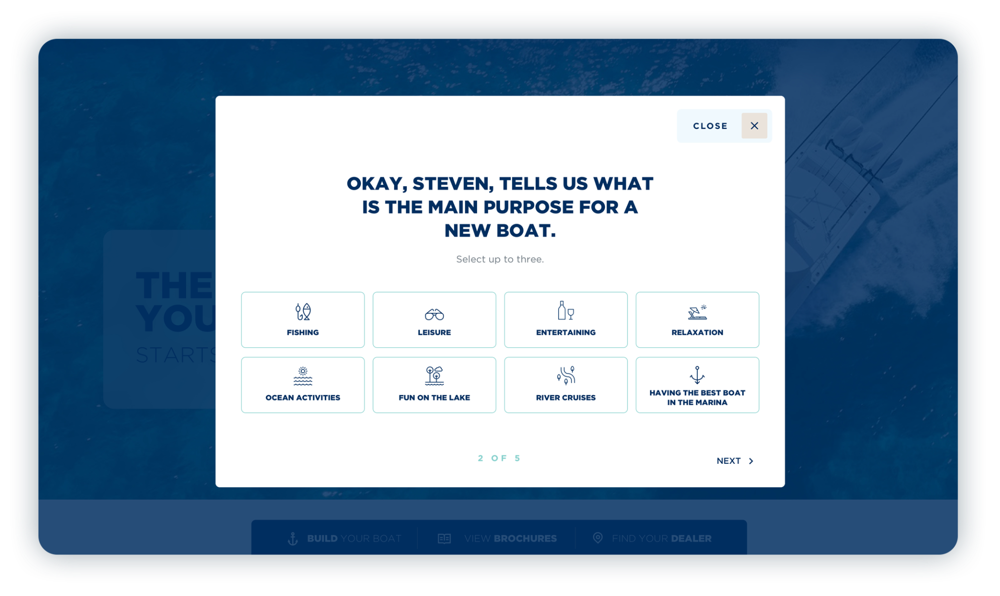 CLOSE
OKAY, STEVEN, TELLS US WHAT
IS THE MAIN PURPOSE FOR A
NEW BOAT.
Select up to three.
THE
YOU
STARTS
FISHING
LEISURE
ENTERTAINING
RELAXATION
OCEAN ACTIVITIES
FUN ON THE LAKE
RIVER CRUISES
HAVING THE BEST BOAT
IN THE MARINA
2 OF 5
NEXT
BUILD YOUR BOAT
VIEW BROCHURES
FIND YOUR DEALER